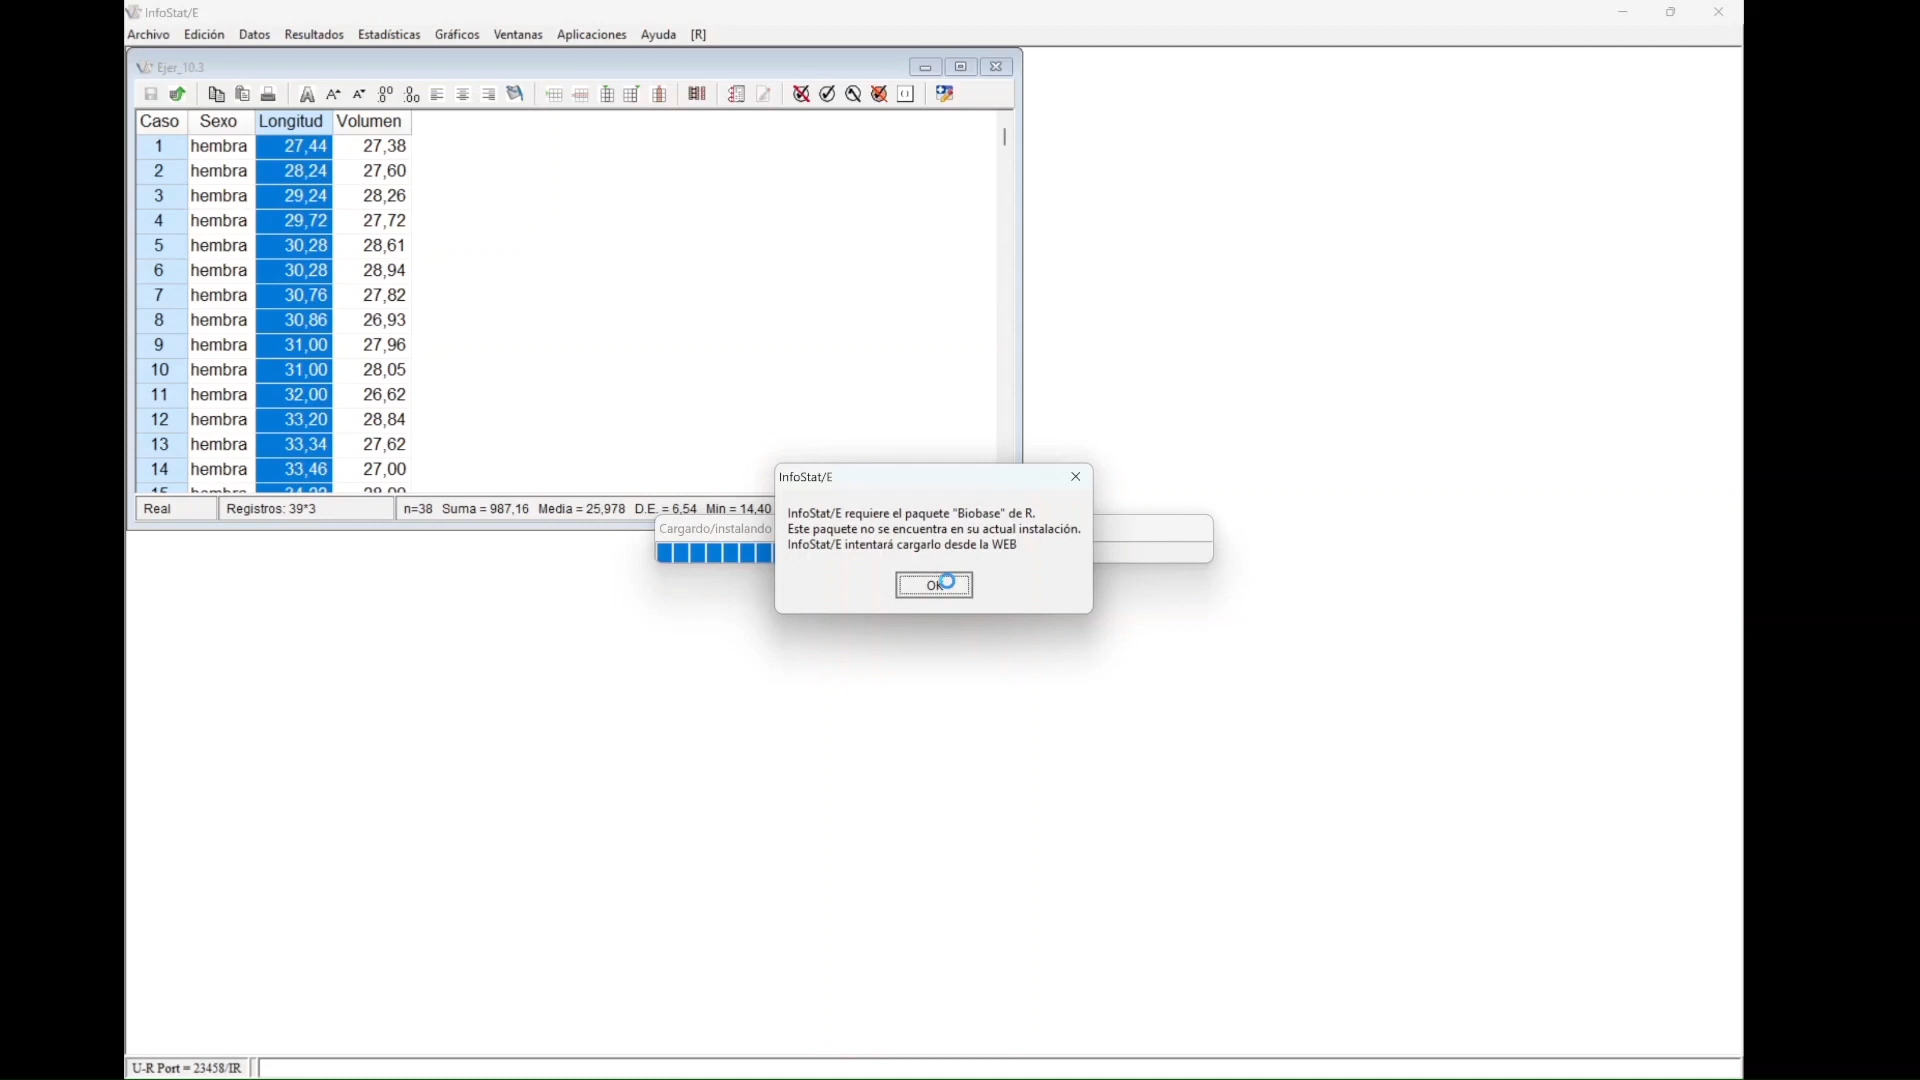 InfoStat/E
Archivo Edición Datos Resultados Estadísticas Gráficos Ventanas Aplicaciones Ayuda [R]
Ejer_10.3
Caso Sexo Longitud Volumen
1 hembra 27,44 27,38
2 hembra 28,24 27,60
3 hembra 29,24 28,26
4 hembra 29,72 27,72
5 hembra 30,28 28,61
6 hembra 30,28 28,94
7 hembra 30,76 27,82
8 hembra 30,86 26,93
9 hembra 31,00 27,96
10 hembra 31,00 28,05
11 hembra 32,00 26,62
12 hembra 33,20 28,84
13 hembra 33,34 27,62
14 hembra 33,46 27,00
Real Registros: 39*3 n=38 Suma = 987,16 Media = 25,978 D.E. = 6,54 Min = 14,40
Cargardo/instalando
InfoStat/E
InfoStat/E requiere el paquete "Biobase" de R.
Este paquete no se encuentra en su actual instalación.
InfoStat/E intentará cargarlo desde la WEB
OK
U-R Port = 23458/IR